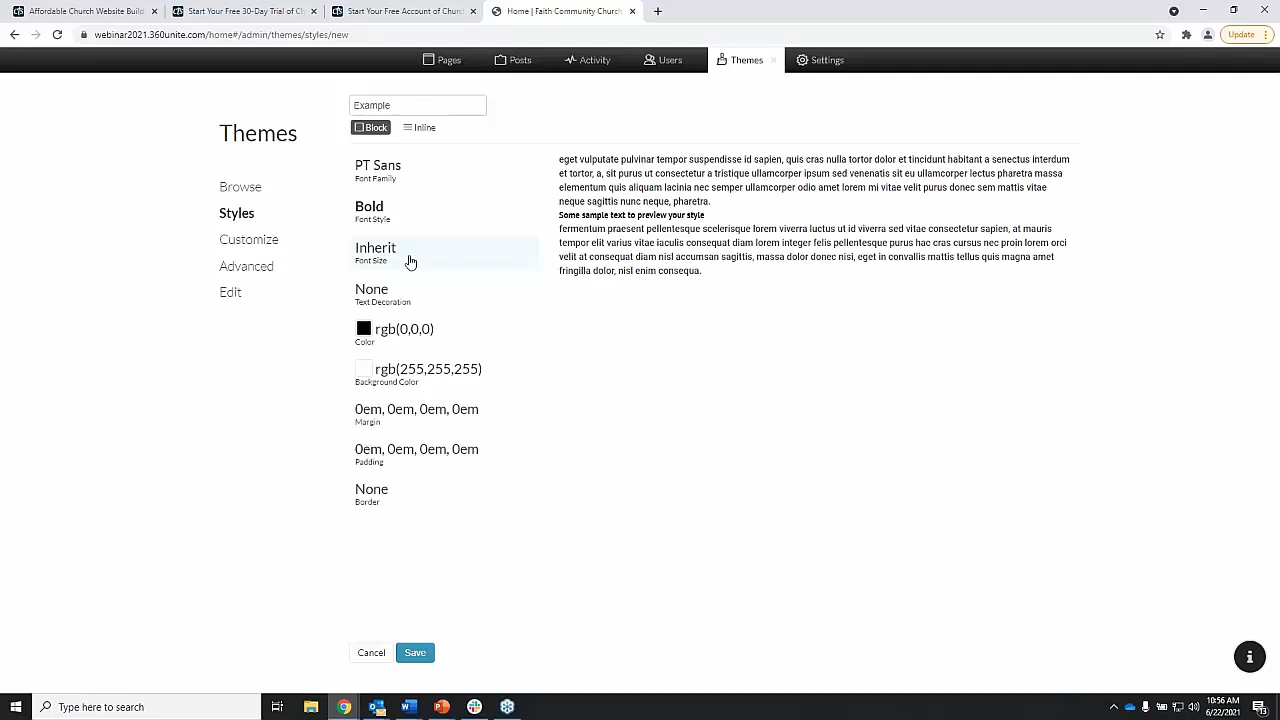 Affordable Church Website Build
Start Your Free 30-Day Trial of Ch
Start Your Free Account of Church
Home | Faith Community Church
webinar2021.360unite.com/home#/admin/themes/styles/new
Update
Pages
Posts
Activity
Users
Themes
Settings
Example
Block
Inline
Themes
Browse
Styles
Customize
Advanced
Edit
PT Sans
Font Family
Bold
Font Style
Inherit
Font Size
None
Text Decoration
rgb(0,0,0)
Color
rgb(255,255,255)
Background Color
0em, 0em, 0em, 0em
Margin
0em, 0em, 0em, 0em
Padding
None
Border
eget vulputate pulvinar tempor suspendisse id sapien, quis cras nulla tortor dolor et tincidunt habitant a senectus interdum
et tortor, a, sit purus ut consectetur a tristique ullamcorper ipsum sed venenatis sit eu ullamcorper lectus pharetra massa
elementum quis aliquam lacinia nec semper ullamcorper odio amet lorem mi vitae velit purus donec sem mattis vitae
neque sagittis nunc neque, pharetra.
Some sample text to preview your style
fermentum praesent pellentesque scelerisque lorem viverra luctus ut id viverra sed vitae consectetur sapien, at mauris
tempor elit varius vitae iaculis consequat diam lorem integer felis pellentesque purus hac cras cursus nec proin lorem orci
velit at consequat diam nisl accumsan sagittis, massa dolor donec nisi, eget in convallis mattis tellus quis magna amet
fringilla dolor, nisl enim consequa.
Cancel
Save
Type here to search
10:56 AM
6/22/2021